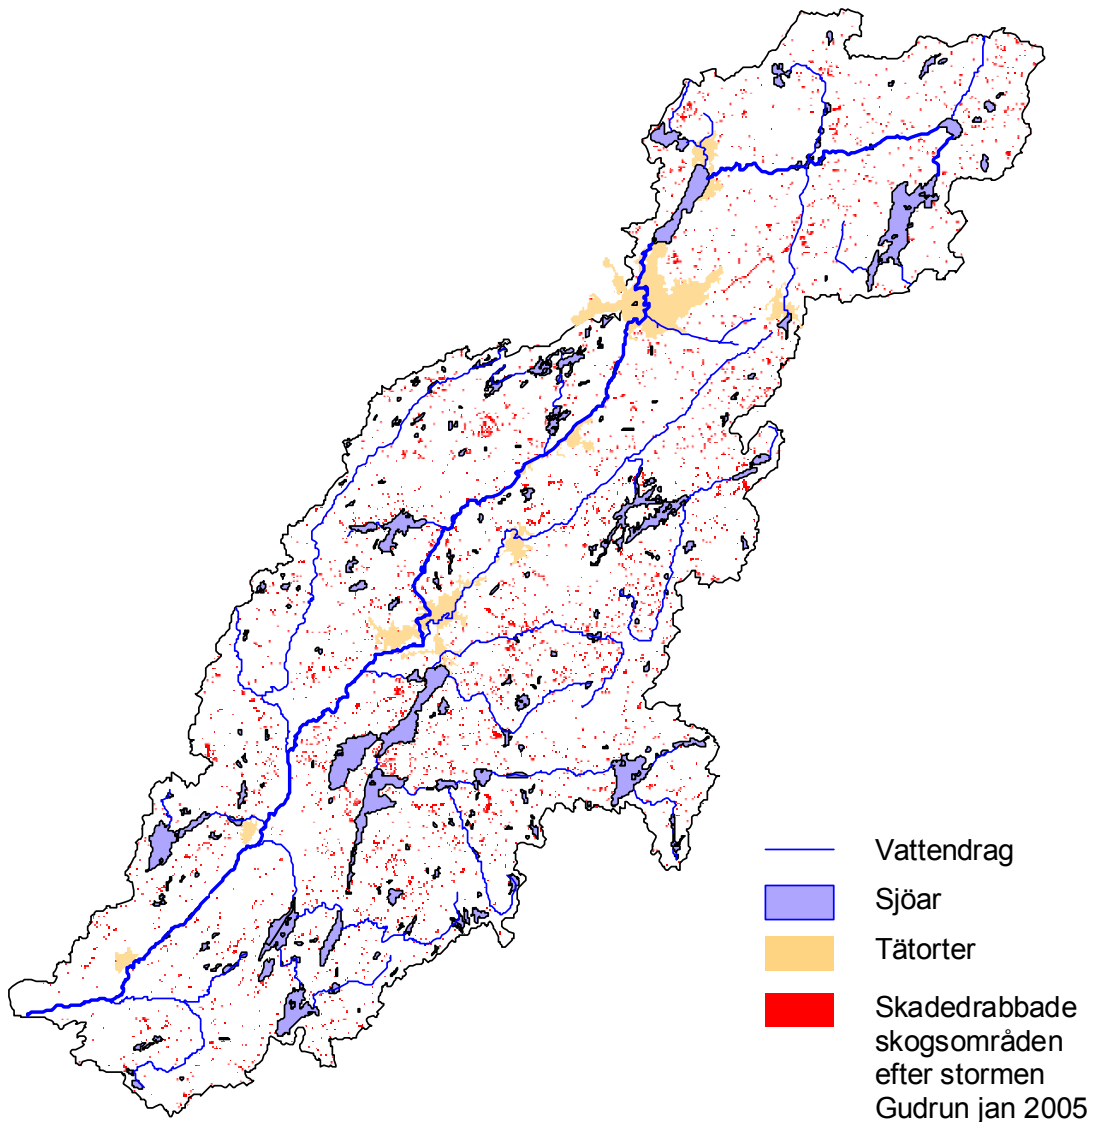 Vattendrag
Sjöar
Tätorter
Skadedrabbade
skogsområden
efter stormen
Gudrun jan 2005